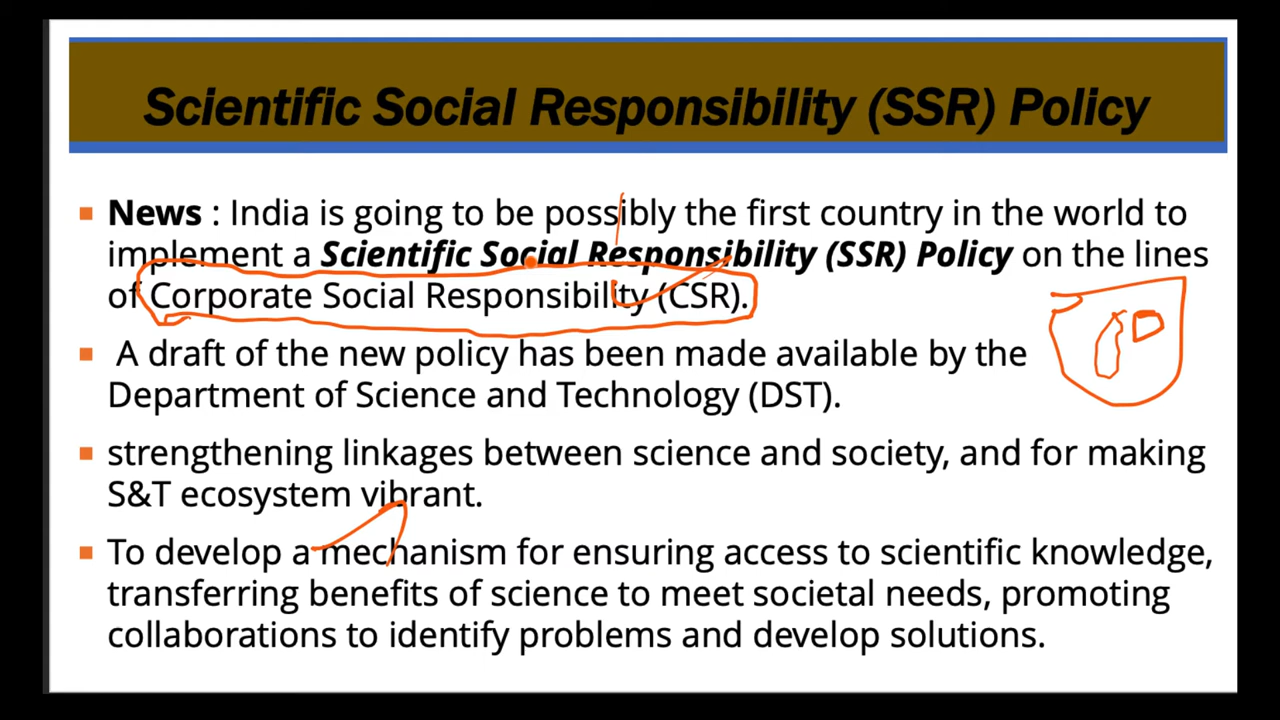 Scientific Social Responsibility (SSR) Policy
News : India is going to be possibly the first country in the world to
implement a Scientific Social Responsibility (SSR) Policy on the lines
of Corporate Social Responsibility (CSR).
A draft of the new policy has been made available by the
Department of Science and Technology (DST).
strengthening linkages between science and society, and for making
S&T ecosystem vibrant.
To develop a mechanism for ensuring access to scientific knowledge,
transferring benefits of science to meet societal needs, promoting
collaborations to identify problems and develop solutions.